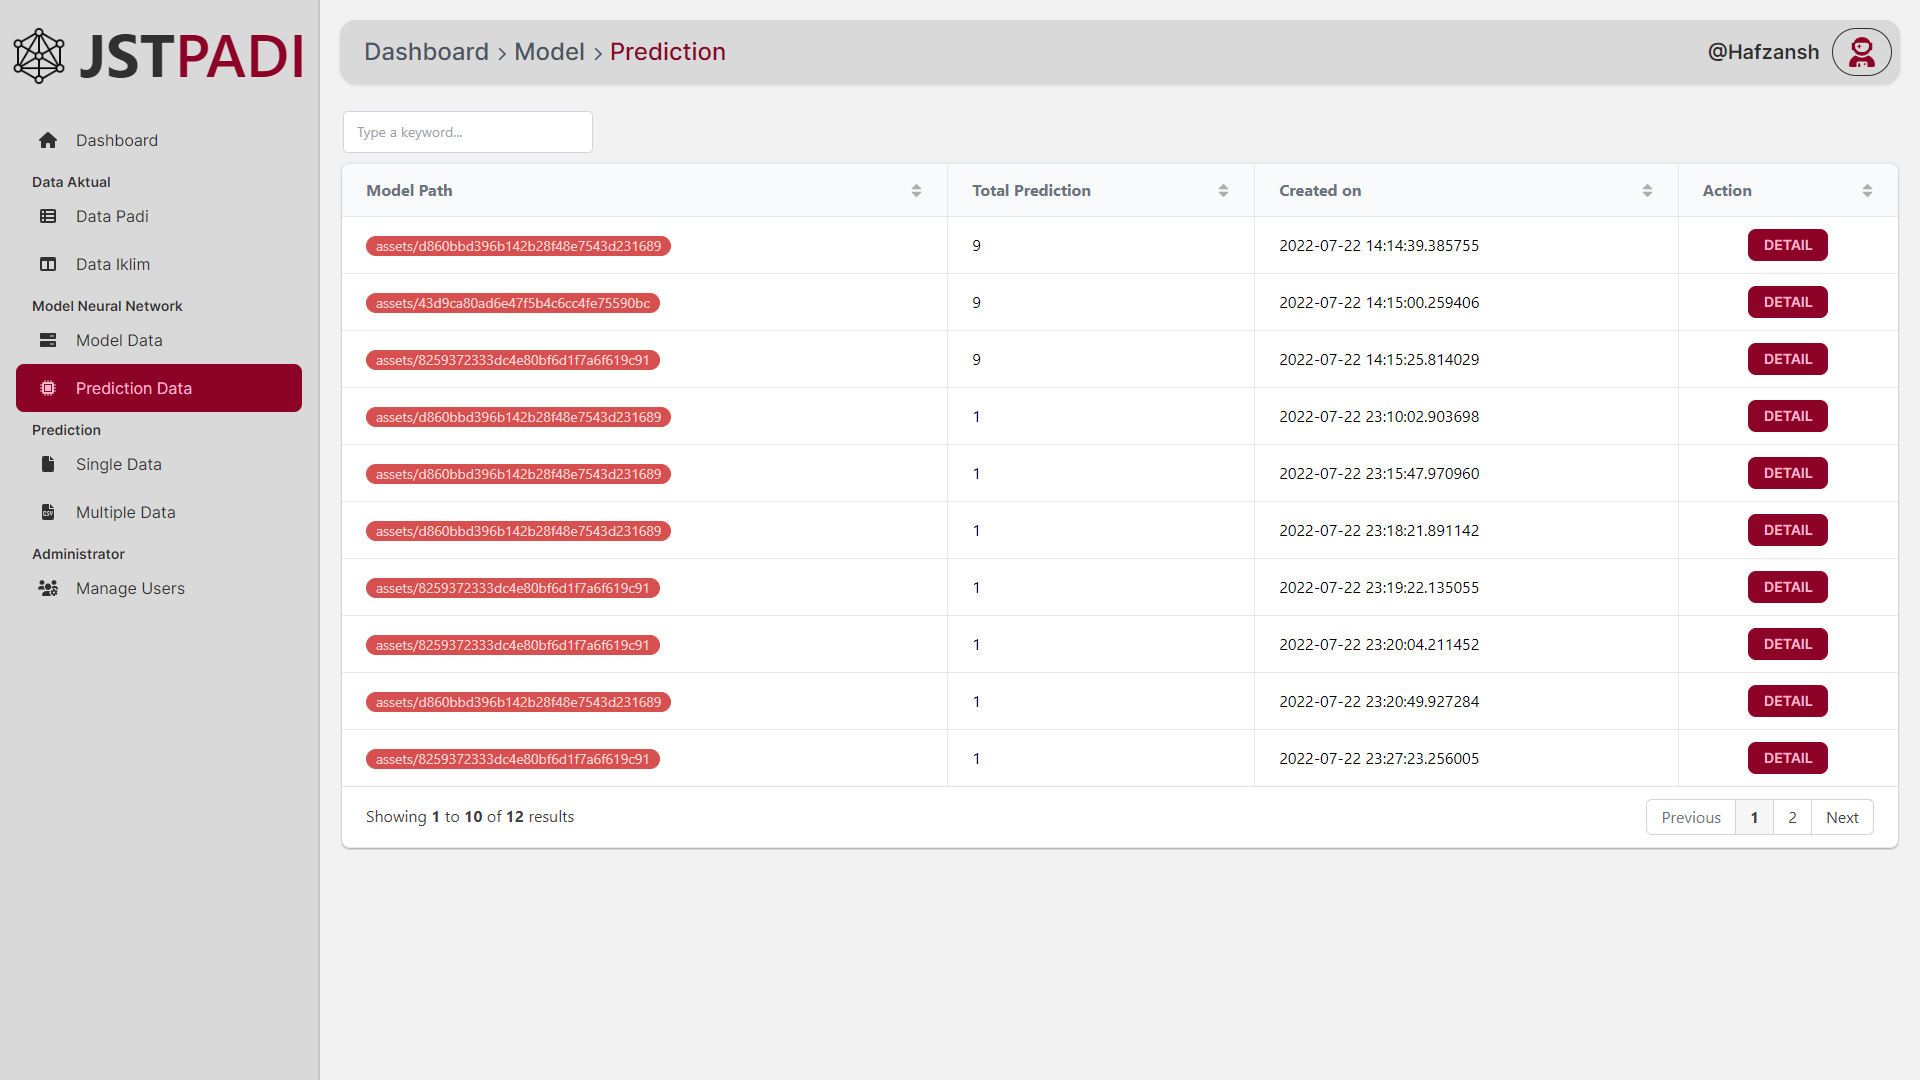 JSTPADI
Dashboard
Data Aktual
Data Padi
Data Iklim
Model Neural Network
Model Data
Prediction Data
Prediction
Single Data
CSV Multiple Data
Administrator
Manage Users
Dashboard > Model > Prediction
@Hafzansh
Type a keyword...
Model Path Total Prediction Created on Action
assets/d860bbd396b142b28f48e7543d231689 9 2022-07-22 14:14:39.385755 DETAIL
assets/43d9ca80ad6e47f5b4c6cc4fe75590bc 9 2022-07-22 14:15:00.259406 DETAIL
assets/8259372333dc4e80bf6d1f7a6f619c91 9 2022-07-22 14:15:25.814029 DETAIL
assets/d860bbd396b142b28f48e7543d231689 1 2022-07-22 23:10:02.903698 DETAIL
assets/d860bbd396b142b28f48e7543d231689 1 2022-07-22 23:15:47.970960 DETAIL
assets/d860bbd396b142b28f48e7543d231689 1 2022-07-22 23:18:21.891142 DETAIL
assets/8259372333dc4e80bf6d1f7a6f619c91 1 2022-07-22 23:19:22.135055 DETAIL
assets/8259372333dc4e80bf6d1f7a6f619c91 1 2022-07-22 23:20:04.211452 DETAIL
assets/d860bbd396b142b28f48e7543d231689 1 2022-07-22 23:20:49.927284 DETAIL
assets/8259372333dc4e80bf6d1f7a6f619c91 1 2022-07-22 23:27:23.256005 DETAIL
Showing 1 to 10 of 12 results Previous 1 2 Next